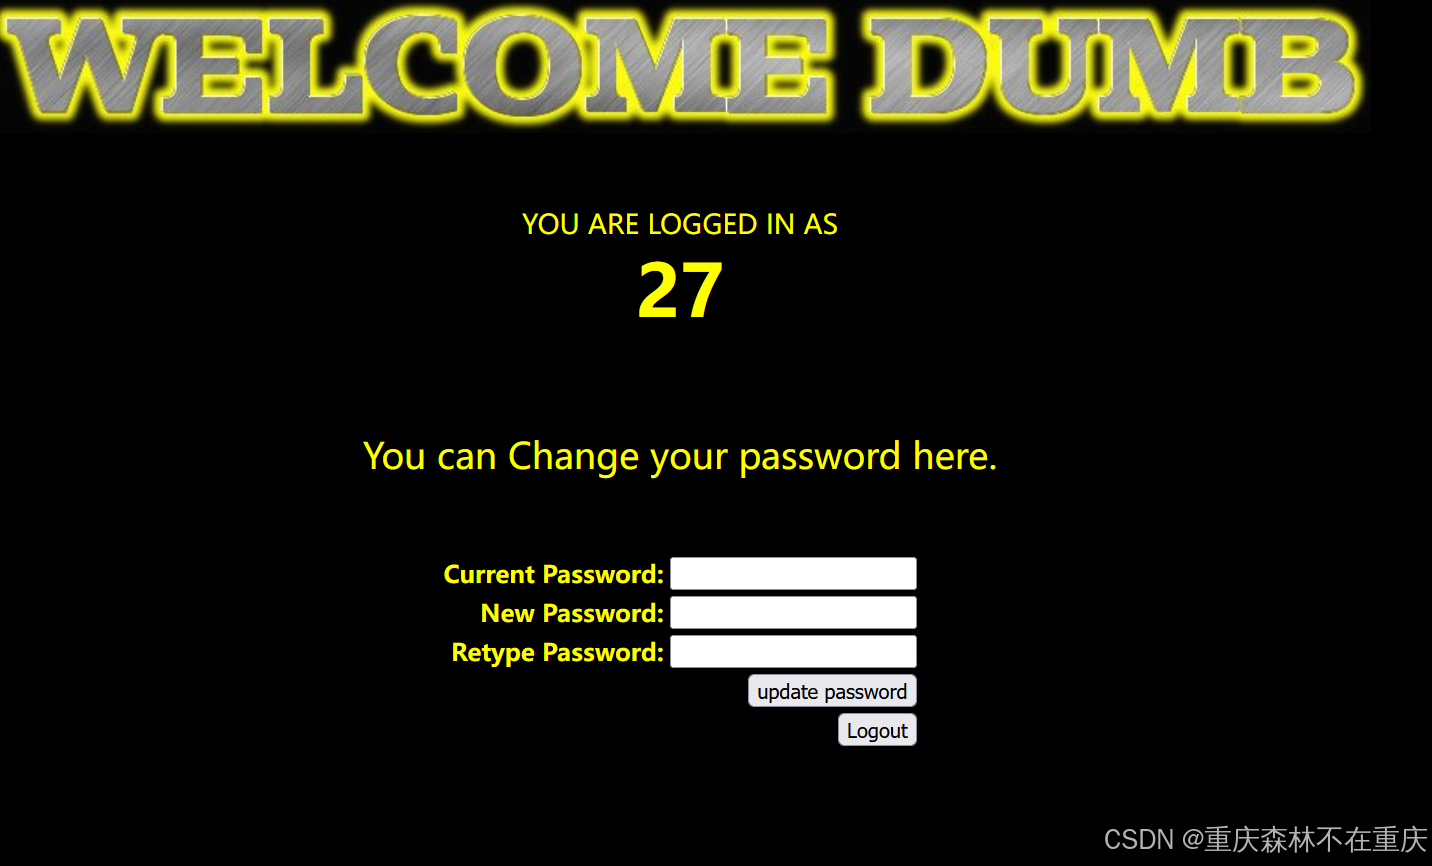 WELCOME DUMB
YOU ARE LOGGED IN AS
27
You can Change your password here.
Current Password:
New Password:
Retype Password:
update password
Logout
CSDN @重庆森林不在重庆